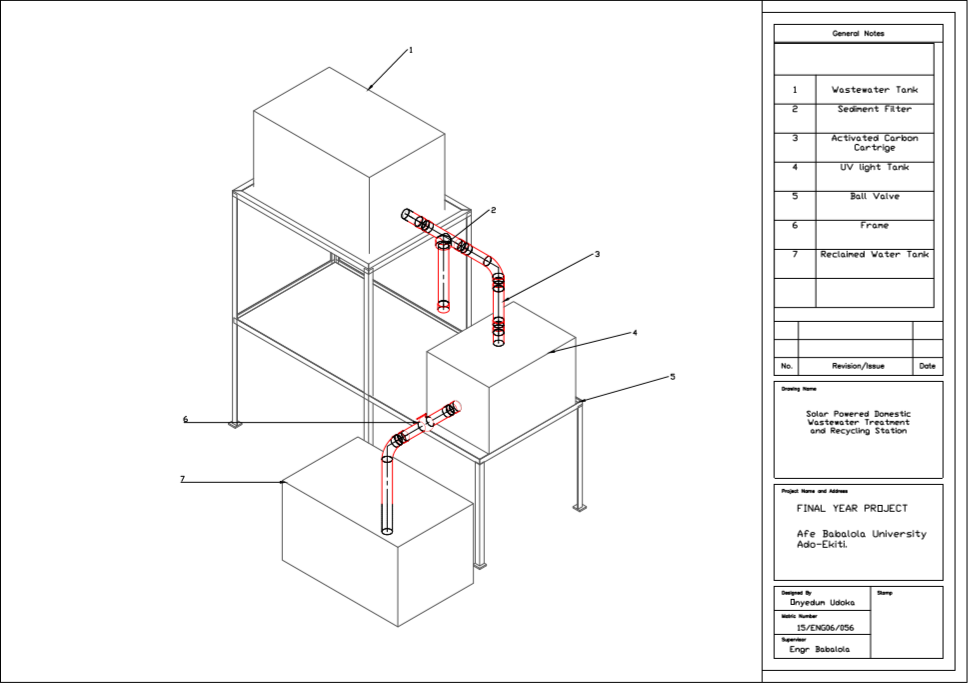 1
2
3
4
5
6
7
General Notes
1 Wastewater Tank
2 Sediment Filter
3 Activated Carbon
Cartrige
4 UV light Tank
5 Ball Valve
6 Frame
7 Reclaimed Water Tank
No. Revision/Issue Date
Drawing Name
Solar Powered Domestic
Wastewater Treatment
and Recycling Station
Project Name and Address
FINAL YEAR PROJECT
Afe Babalola University
Ado-Ekiti.
Designed By
Onyedum Udoka
Stamp
Matric Number
15/ENG06/056
Supervisor
Engr Babalola